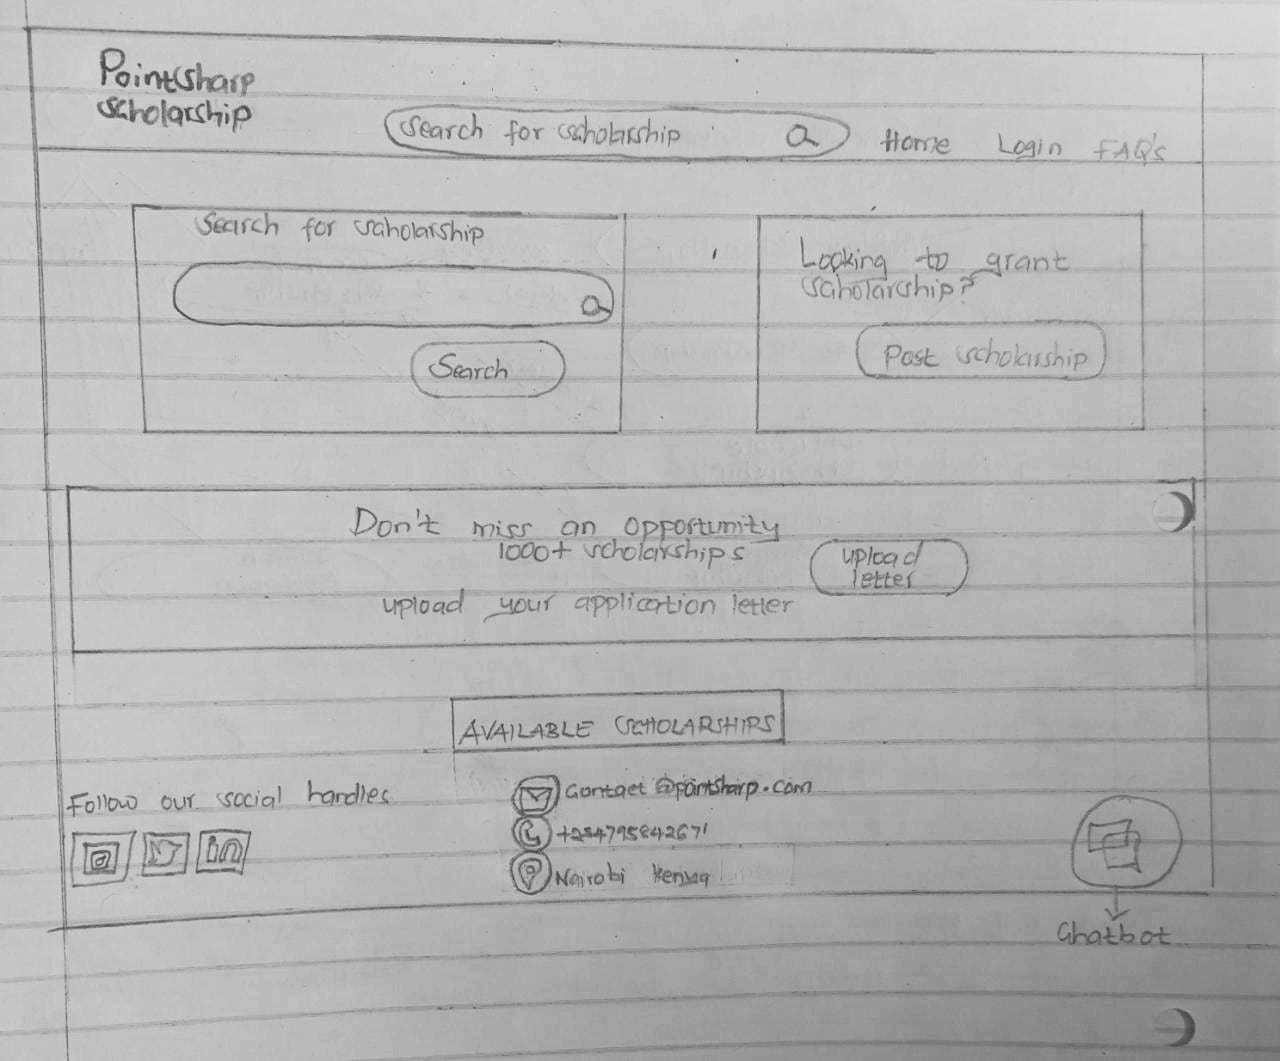 Pointsharp
scholarship
Search for scholarship
Home Login FAQ's
Search for scholarship
Search
Looking to grant
scholarship?
Post scholarship
Don't miss an opportunity
1000+ scholarships
upload your application letter
upload
letter
AVAILABLE SCHOLARSHIPS
Follow our social handles
in
Contact@pointsharp.com
+254795842671
Nairobi Kenya
Chatbot